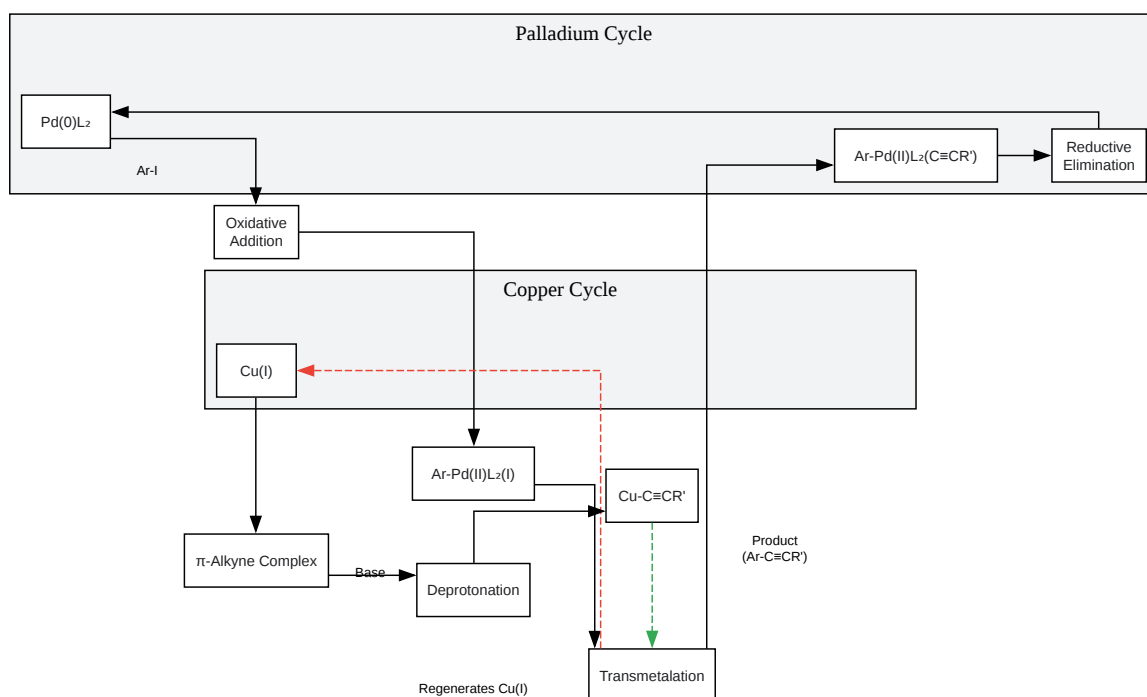 Palladium Cycle
Pd(0)L₂
Ar-Pd(II)L₂(C≡CR')
Reductive
Elimination
Ar-I
Oxidative
Addition
Copper Cycle
Cu(I)
Ar-Pd(II)L₂(I)
Cu-C≡CR'
Product
(Ar-C≡CR')
π-Alkyne Complex
Base
Deprotonation
Transmetalation
Regenerates Cu(I)